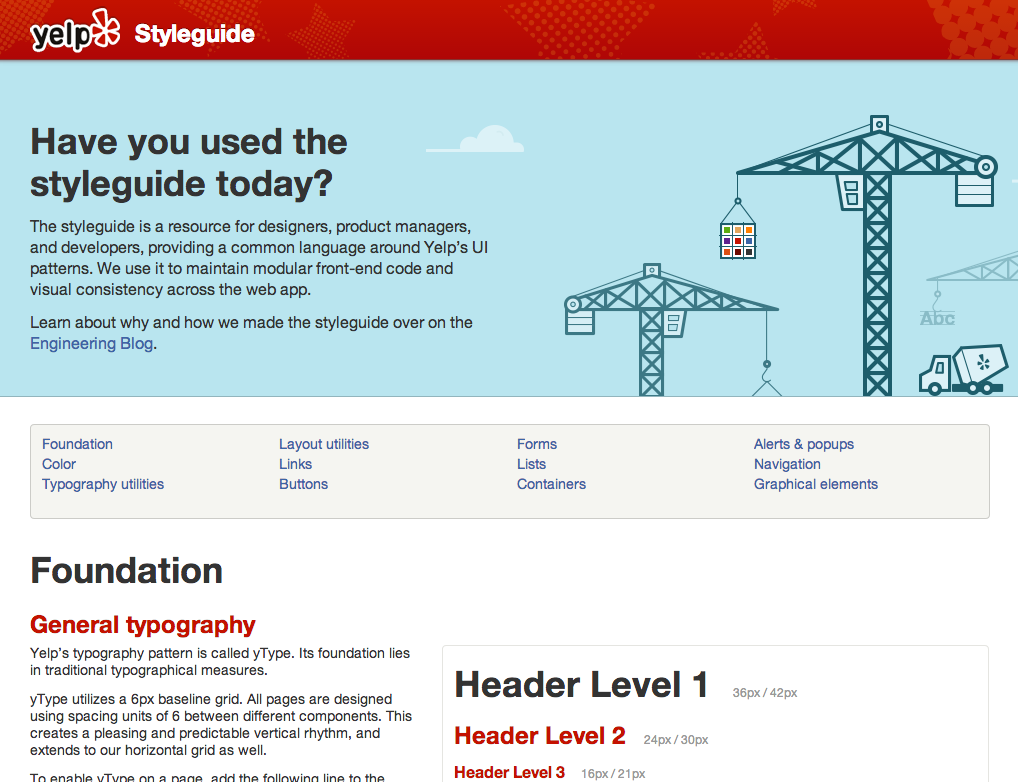 yelp Styleguide
Have you used the
styleguide today?
The styleguide is a resource for designers, product managers,
and developers, providing a common language around Yelp's UI
patterns. We use it to maintain modular front-end code and
visual consistency across the web app.
Learn about why and how we made the styleguide over on the
Engineering Blog.
Abc
Foundation
Color
Typography utilities
Layout utilities
Links
Buttons
Forms
Lists
Containers
Alerts & popups
Navigation
Graphical elements
Foundation
General typography
Yelp's typography pattern is called yType. Its foundation lies
in traditional typographical measures.
yType utilizes a 6px baseline grid. All pages are designed
using spacing units of 6 between different components. This
creates a pleasing and predictable vertical rhythm, and
extends to our horizontal grid as well.
To enable yType on a page, add the following line to the
Header Level 1 36px / 42px
Header Level 2 24px / 30px
Header Level 3 16px / 21px